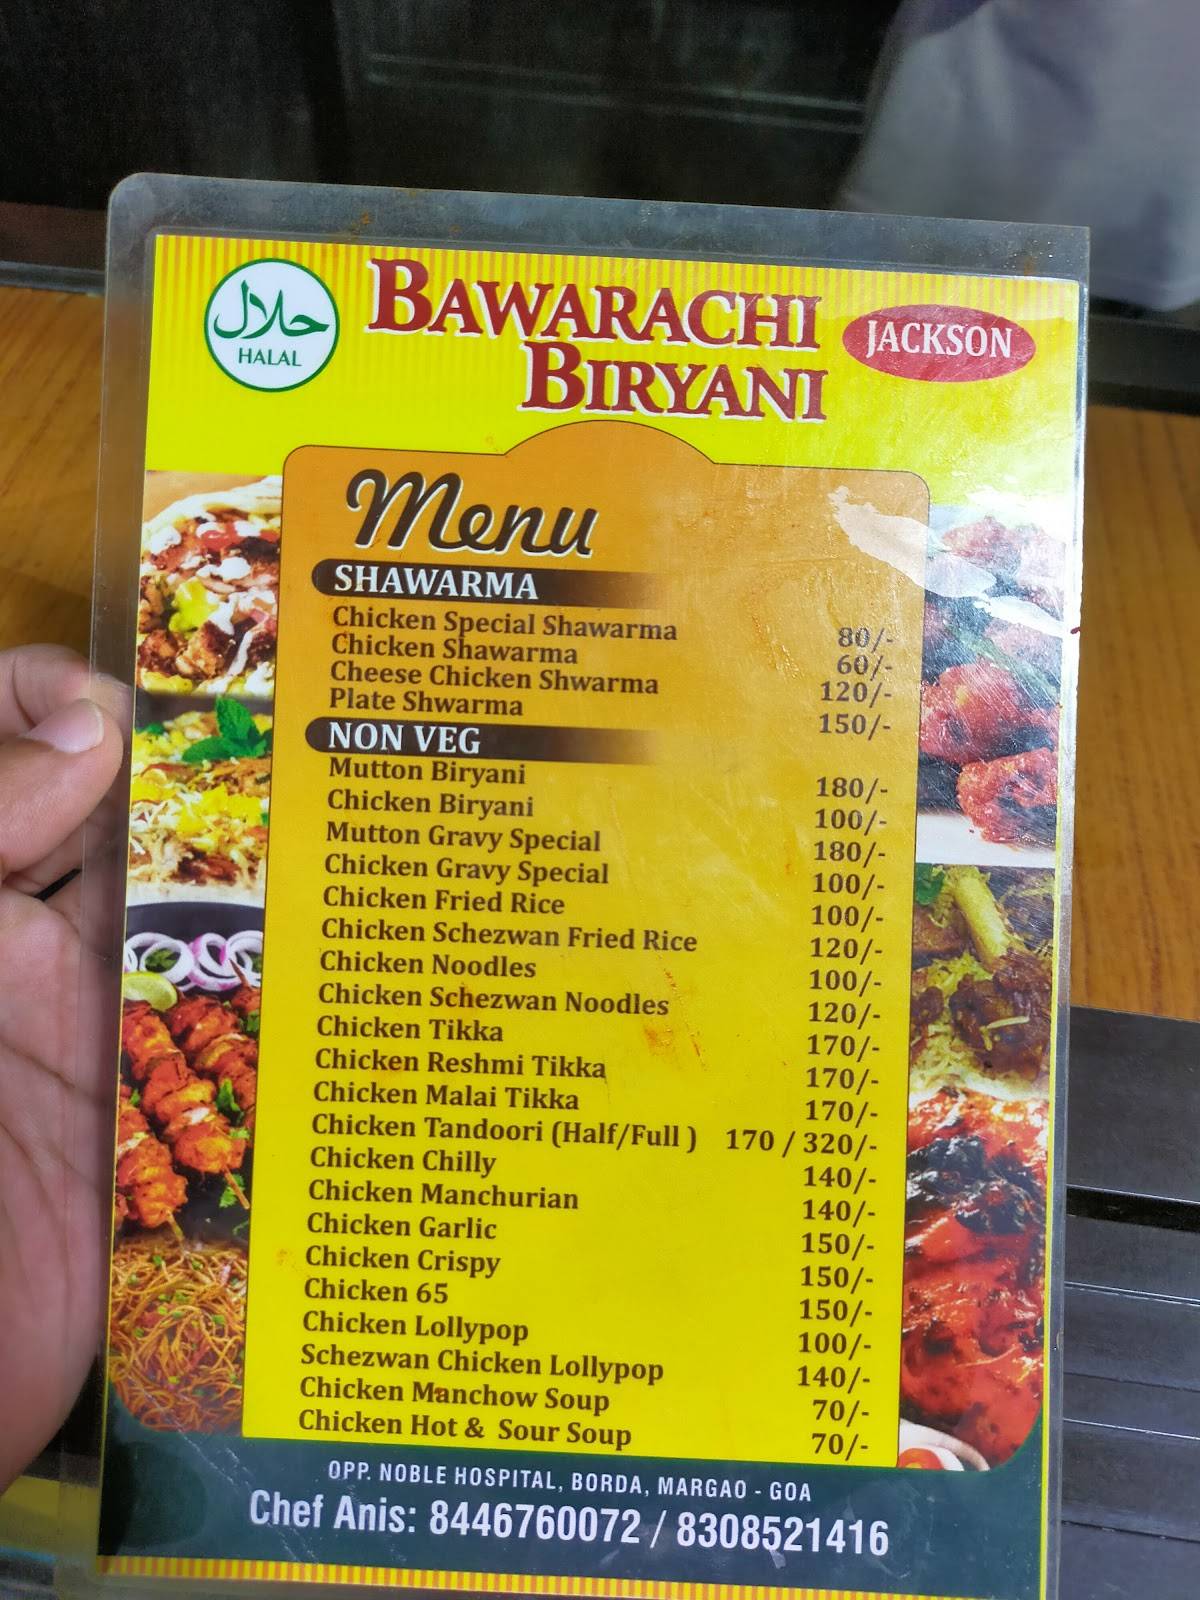 حلال
HALAL
BAWARACHI
BIRYANI
JACKSON
Menu
SHAWARMA
Chicken Special Shawarma 80/-
Chicken Shawarma 60/-
Cheese Chicken Shwarma 120/-
Plate Shwarma 150/-
NON VEG
Mutton Biryani 180/-
Chicken Biryani 100/-
Mutton Gravy Special 180/-
Chicken Gravy Special 100/-
Chicken Fried Rice 100/-
Chicken Schezwan Fried Rice 120/-
Chicken Noodles 100/-
Chicken Schezwan Noodles 120/-
Chicken Tikka 170/-
Chicken Reshmi Tikka 170/-
Chicken Malai Tikka 170/-
Chicken Tandoori (Half/Full ) 170 / 320/-
Chicken Chilly 140/-
Chicken Manchurian 140/-
Chicken Garlic 150/-
Chicken Crispy 150/-
Chicken 65 150/-
Chicken Lollypop 100/-
Schezwan Chicken Lollypop 140/-
Chicken Manchow Soup 70/-
Chicken Hot & Sour Soup 70/-
OPP. NOBLE HOSPITAL, BORDA, MARGAO - GOA
Chef Anis: 8446760072 / 8308521416